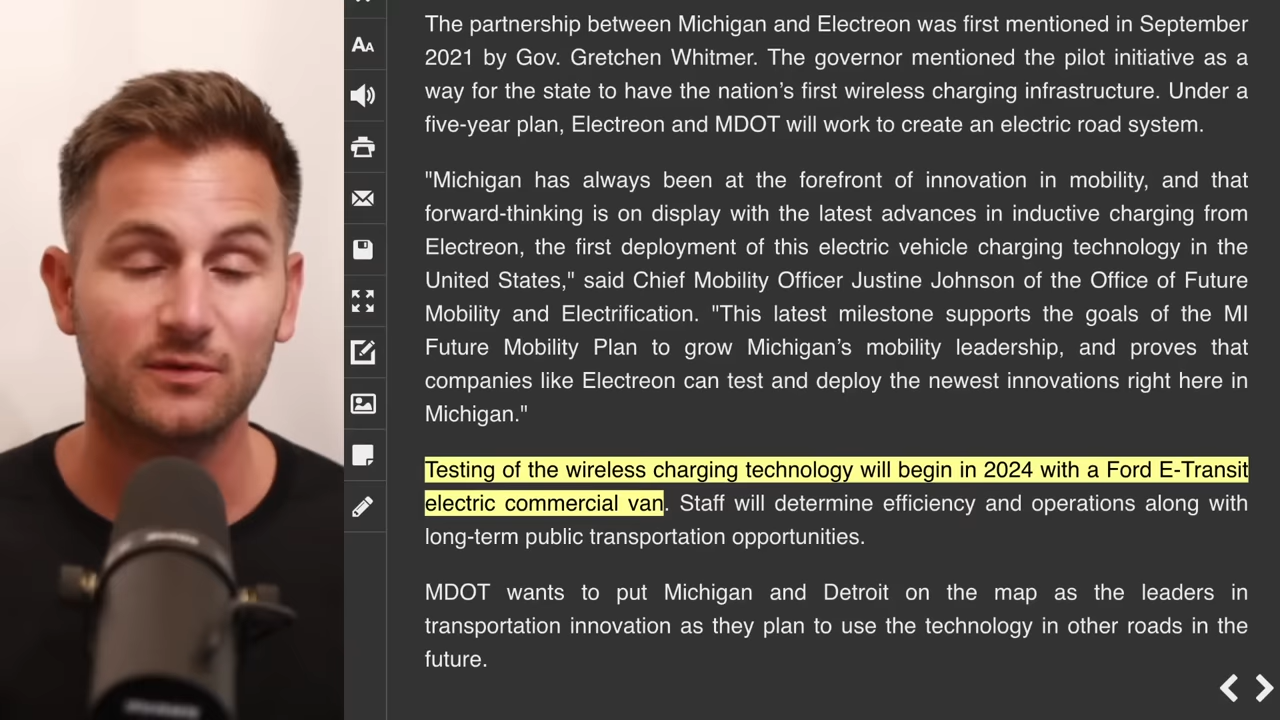 The partnership between Michigan and Electreon was first mentioned in September
2021 by Gov. Gretchen Whitmer. The governor mentioned the pilot initiative as a
way for the state to have the nation’s first wireless charging infrastructure. Under a
five-year plan, Electreon and MDOT will work to create an electric road system.
"Michigan has always been at the forefront of innovation in mobility, and that
forward-thinking is on display with the latest advances in inductive charging from
Electreon, the first deployment of this electric vehicle charging technology in the
United States," said Chief Mobility Officer Justine Johnson of the Office of Future
Mobility and Electrification. "This latest milestone supports the goals of the MI
Future Mobility Plan to grow Michigan’s mobility leadership, and proves that
companies like Electreon can test and deploy the newest innovations right here in
Michigan."
Testing of the wireless charging technology will begin in 2024 with a Ford E-Transit
electric commercial van. Staff will determine efficiency and operations along with
long-term public transportation opportunities.
MDOT wants to put Michigan and Detroit on the map as the leaders in
transportation innovation as they plan to use the technology in other roads in the
future.